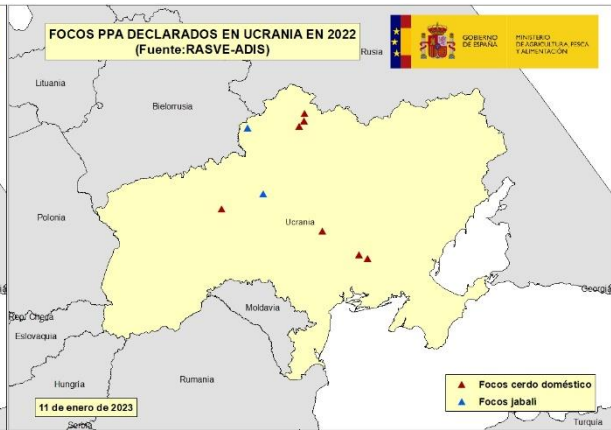 FOCOS PPA DECLARADOS EN UCRANIA EN 2022
(Fuente:RASVE-ADIS)
GOBIERNO
DE ESPAÑA
MINISTERIO
DE AGRICULTURA, PESCA
Y ALIMENTACIÓN
Rusia
Lituania
Bielorrusia
Polonia
Ucrania
Georgia
Moldavia
Rep. Checa
Eslovaquia
Hungría
Rumania
Serbia
Turquia
Focos cerdo doméstico
Focos jabalí
11 de enero de 2023